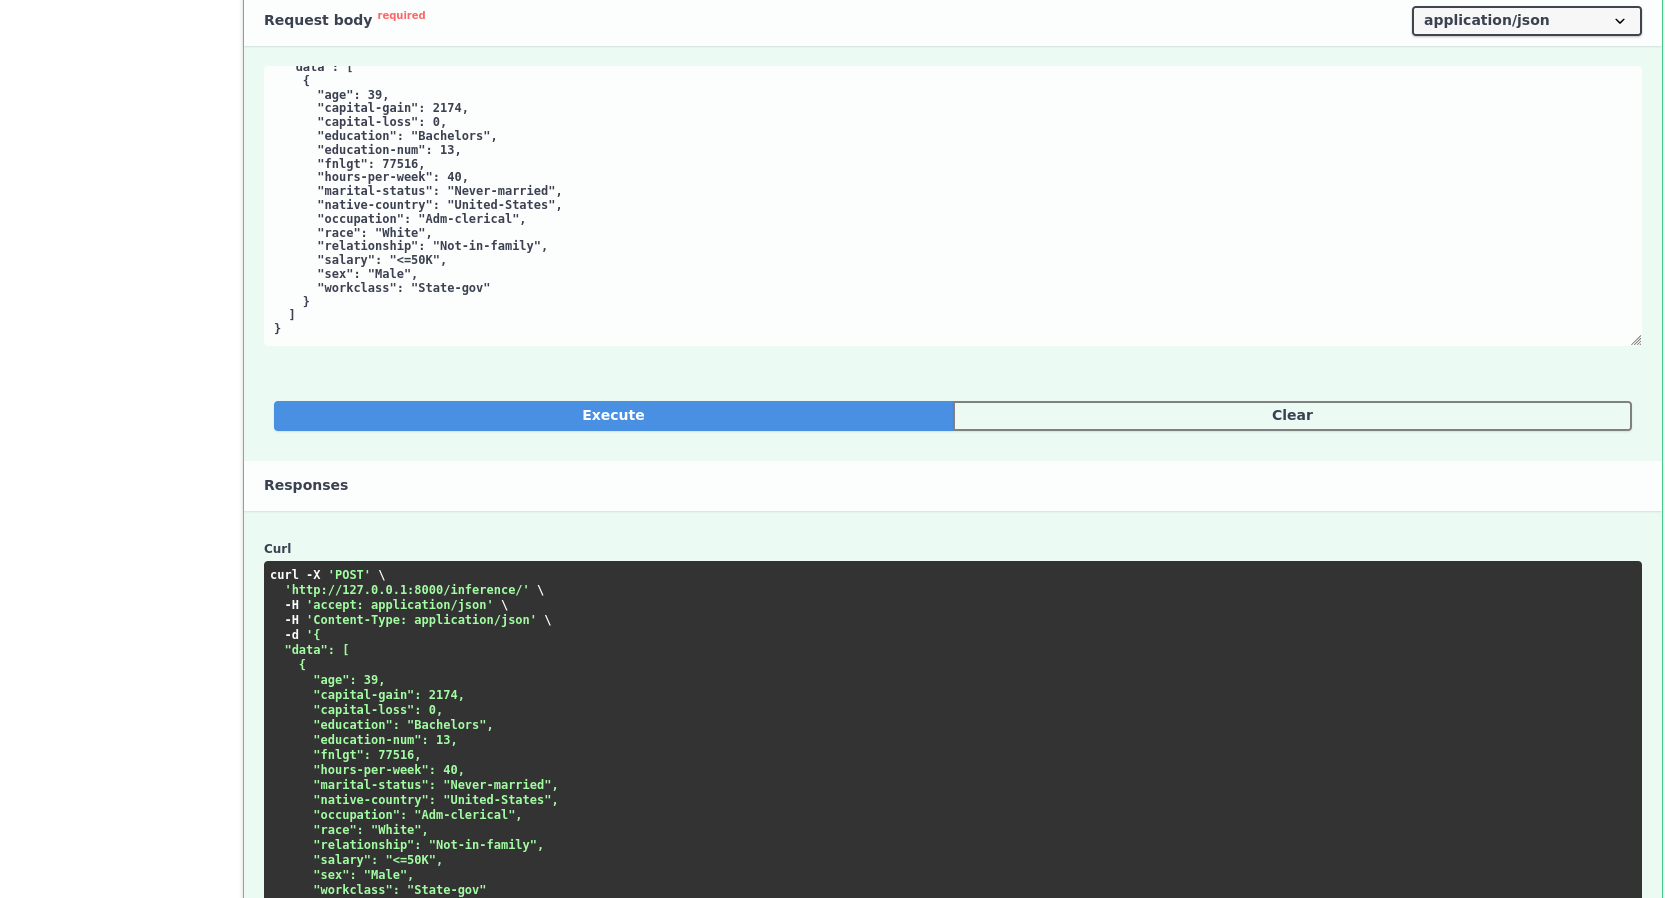 Request body required
application/json
"data": [
    {
      "age": 39,
      "capital-gain": 2174,
      "capital-loss": 0,
      "education": "Bachelors",
      "education-num": 13,
      "fnlgt": 77516,
      "hours-per-week": 40,
      "marital-status": "Never-married",
      "native-country": "United-States",
      "occupation": "Adm-clerical",
      "race": "White",
      "relationship": "Not-in-family",
      "salary": "<=50K",
      "sex": "Male",
      "workclass": "State-gov"
    }
  ]
}
Execute
Clear
Responses
Curl
curl -X 'POST' \
  'http://127.0.0.1:8000/inference/' \
  -H 'accept: application/json' \
  -H 'Content-Type: application/json' \
  -d '{
  "data": [
    {
      "age": 39,
      "capital-gain": 2174,
      "capital-loss": 0,
      "education": "Bachelors",
      "education-num": 13,
      "fnlgt": 77516,
      "hours-per-week": 40,
      "marital-status": "Never-married",
      "native-country": "United-States",
      "occupation": "Adm-clerical",
      "race": "White",
      "relationship": "Not-in-family",
      "salary": "<=50K",
      "sex": "Male",
      "workclass": "State-gov"